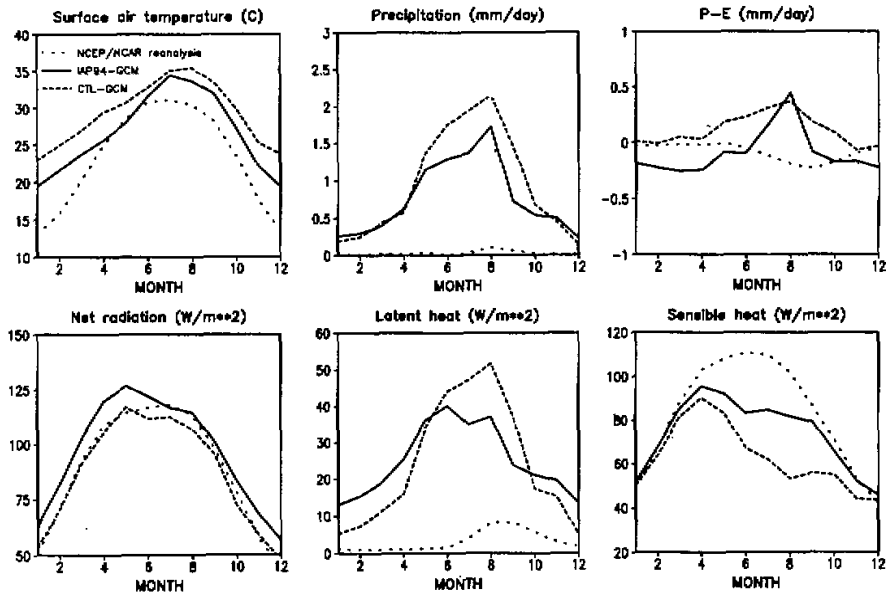 Surface air temperature (C)
NCEP/NCAR reanalysis
IAP94-GCM
CTL-GCM
40
35
30
25
20
15
10
2 4 6 8 10 12
MONTH
Precipitation (mm/day)
3
2.5
2
1.5
1
0.5
0
2 4 6 8 10 12
MONTH
P-E (mm/day)
1
0.5
0
-0.5
-1
2 4 6 8 10 12
MONTH
Net radiation (W/m**2)
150
125
100
75
50
2 4 6 8 10 12
MONTH
Latent heat (W/m**2)
60
50
40
30
20
10
0
2 4 6 8 10 12
MONTH
Sensible heat (W/m**2)
120
100
80
60
40
20
2 4 6 8 10 12
MONTH